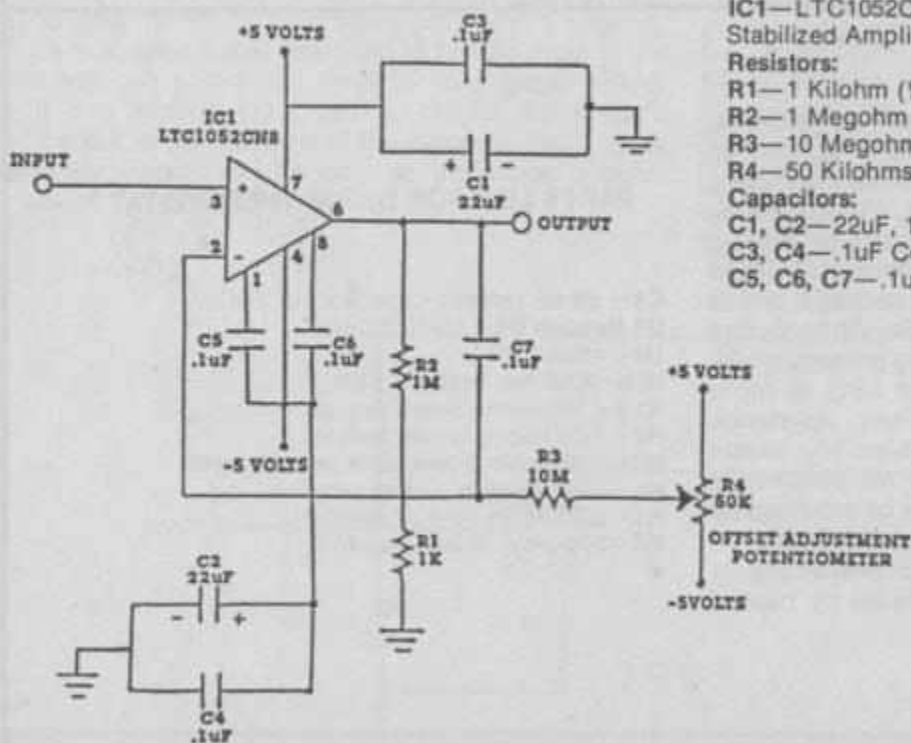 IC1—LTC1052C
Stabilized Ampli
Resistors:
R1—1 Kilohm
R2—1 Megohm
R3—10 Megohm
R4—50 Kilohms
Capacitors:
C1, C2—22uF, 1
C3, C4—.1uF C
C5, C6, C7—.1u
+5 VOLTS
C3
.1uF
IC1
LTC1052CN8
INPUT
+
3
7
6
2
-
1
4
8
+ -
C1
22uF
OUTPUT
C5
.1uF
C6
.1uF
R2
1M
C7
.1uF
-5 VOLTS
+5 VOLTS
R3
10M
R4
50K
OFFSET ADJUSTMENT
POTENTIOMETER
-5VOLTS
R1
1K
C2
22uF
- +
C4
.1uF